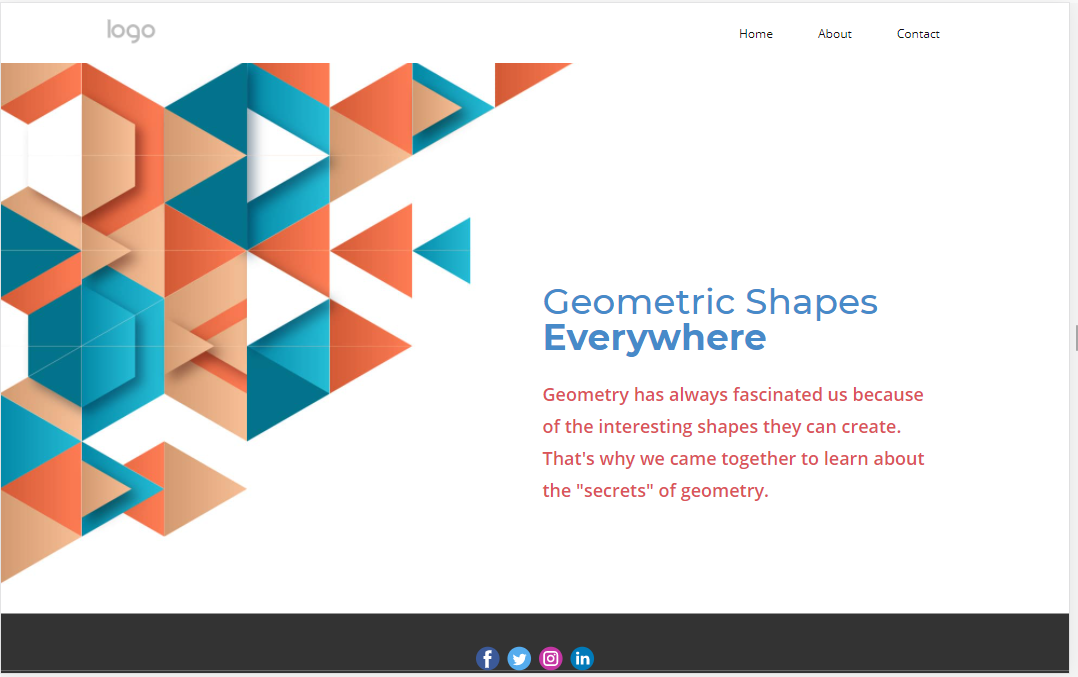 logo
Home About Contact
Geometric Shapes
Everywhere
Geometry has always fascinated us because
of the interesting shapes they can create.
That's why we came together to learn about
the "secrets" of geometry.
f in